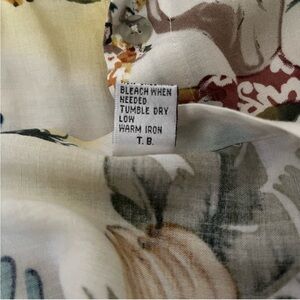 BLEACH WHEN
NEEDED
TUMBLE DRY
LOW
WARM IRON
T. B.